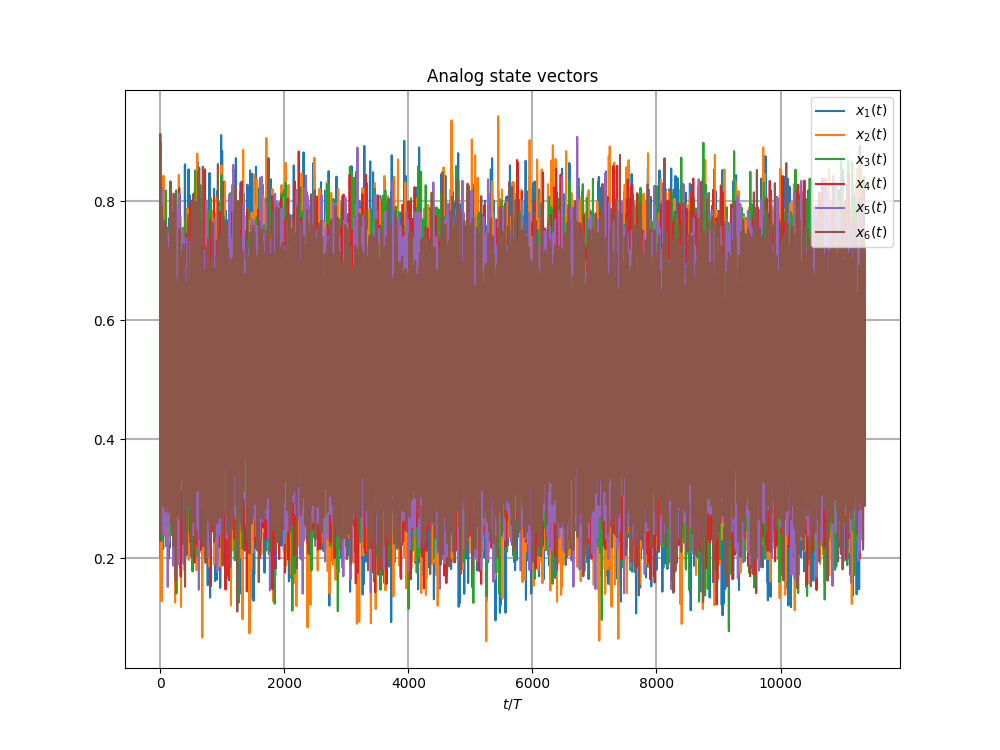 Analog state vectors
x₁(t)
x₂(t)
x₃(t)
x₄(t)
x₅(t)
x₆(t)
0.8
0.6
0.4
0.2
0 2000 4000 6000 8000 10000
t/T